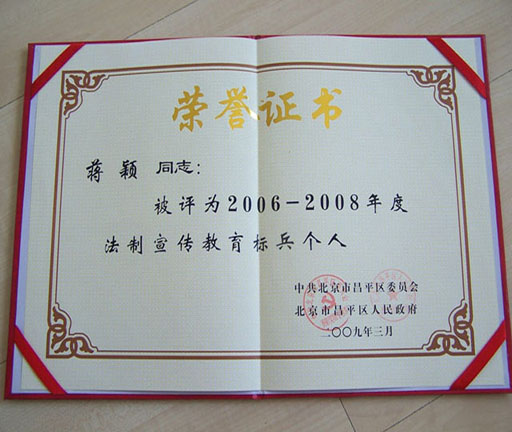 荣誉证书
蒋颖 同志：
被评为2006-2008年度
法制宣传教育标兵个人
中共北京市昌平区委员会
北京市昌平区人民政府
二〇〇九年三月